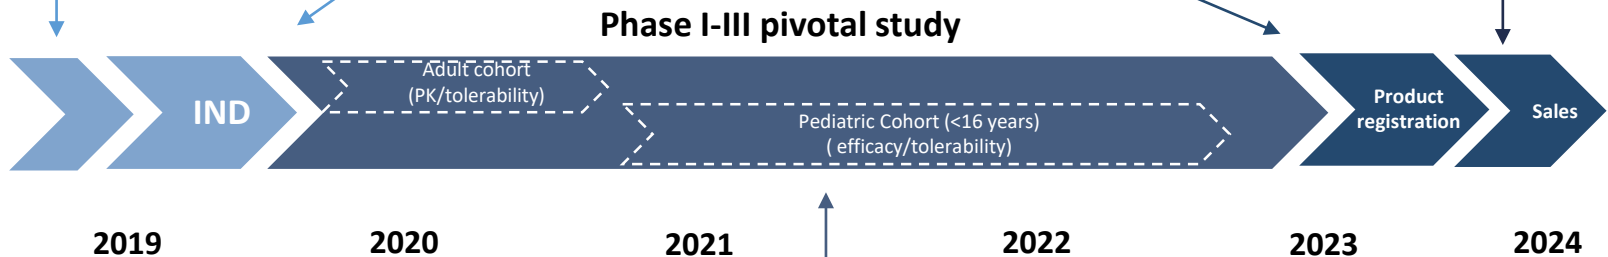 Phase I-III pivotal study
IND
Adult cohort
(PK/tolerability)
Pediatric Cohort (<16 years)
( efficacy/tolerability)
Product
registration
Sales
2019
2020
2021
2022
2023
2024